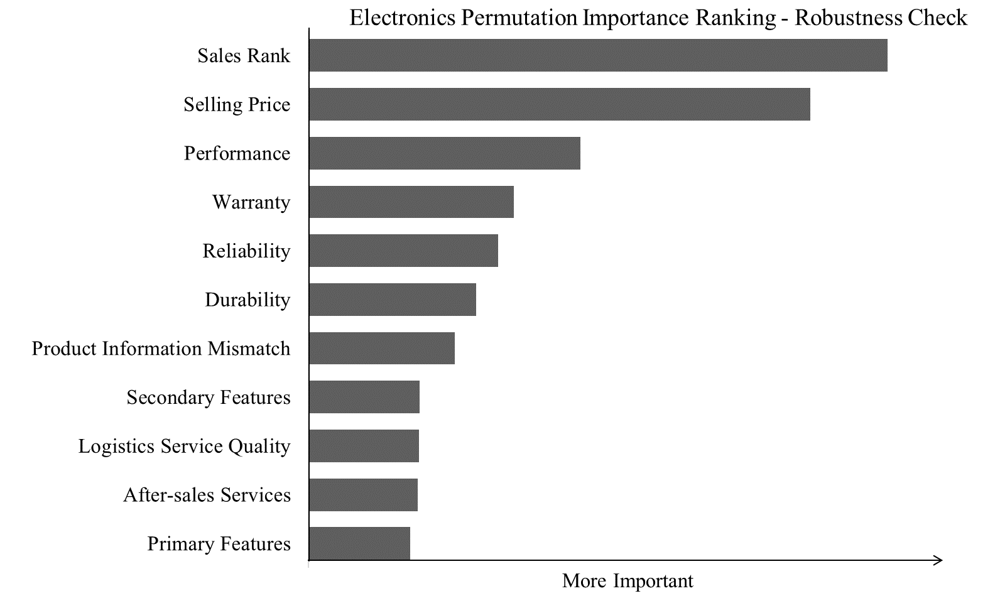 Electronics Permutation Importance Ranking - Robustness Check
Sales Rank
Selling Price
Performance
Warranty
Reliability
Durability
Product Information Mismatch
Secondary Features
Logistics Service Quality
After-sales Services
Primary Features
More Important